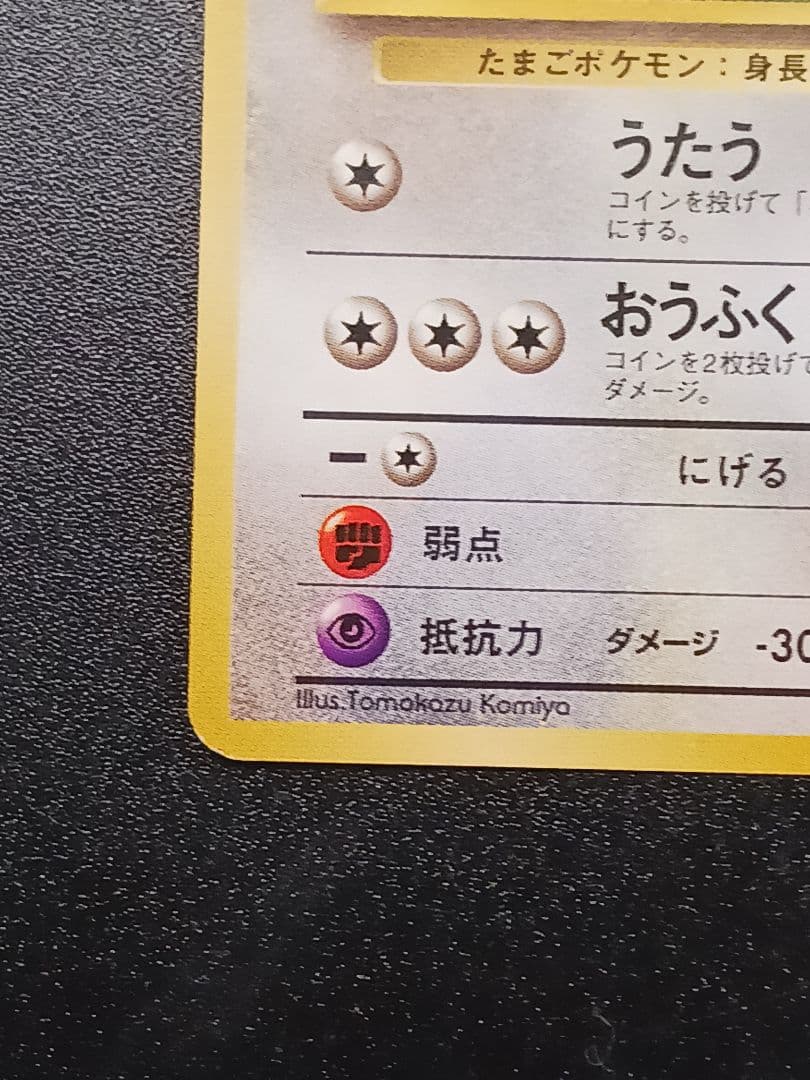 たまごポケモン：身長
うたう
コインを投げて「
にする。
おうふく
コインを2枚投げて
ダメージ。
にげる
弱点
抵抗力 ダメージ -30
Illus.Tomokazu Komiya